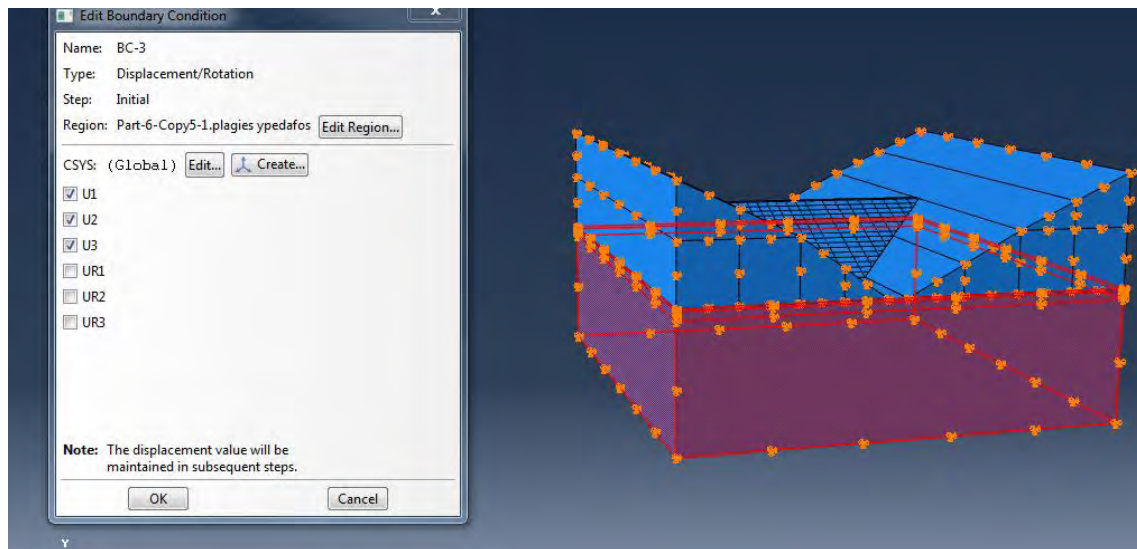 Edit Boundary Condition
Name: BC-3
Type: Displacement/Rotation
Step: Initial
Region: Part-6-Copy5-1.plagies ypedafos Edit Region...
CSYS: (Global) Edit... Create...
U1
U2
U3
UR1
UR2
UR3
Note: The displacement value will be
maintained in subsequent steps.
OK Cancel
Y